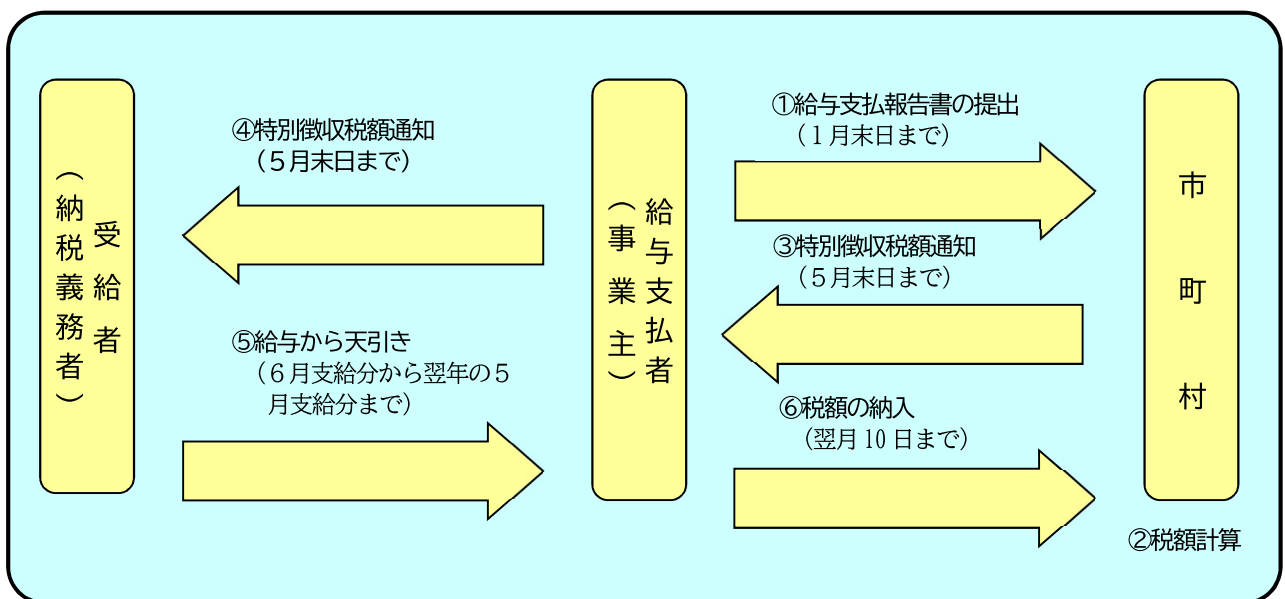 受給者
（納税義務者）
④特別徴収税額通知
（５月末日まで）
⑤給与から天引き
（６月支給分から翌年の５
月支給分まで）
給与支払者
（事業主）
①給与支払報告書の提出
（１月末日まで）
③特別徴収税額通知
（５月末日まで）
⑥税額の納入
（翌月 10 日まで）
市町村
②税額計算